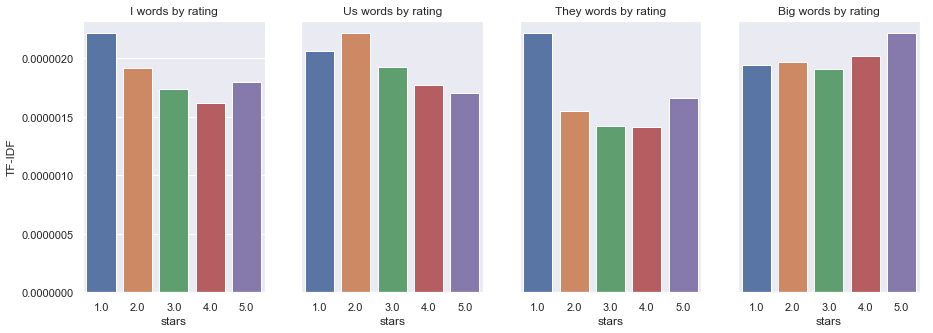 I words by rating
Us words by rating
They words by rating
Big words by rating
TF-IDF
0.0000020
0.0000015
0.0000010
0.0000005
0.0000000
1.0 2.0 3.0 4.0 5.0
stars
1.0 2.0 3.0 4.0 5.0
stars
1.0 2.0 3.0 4.0 5.0
stars
1.0 2.0 3.0 4.0 5.0
stars